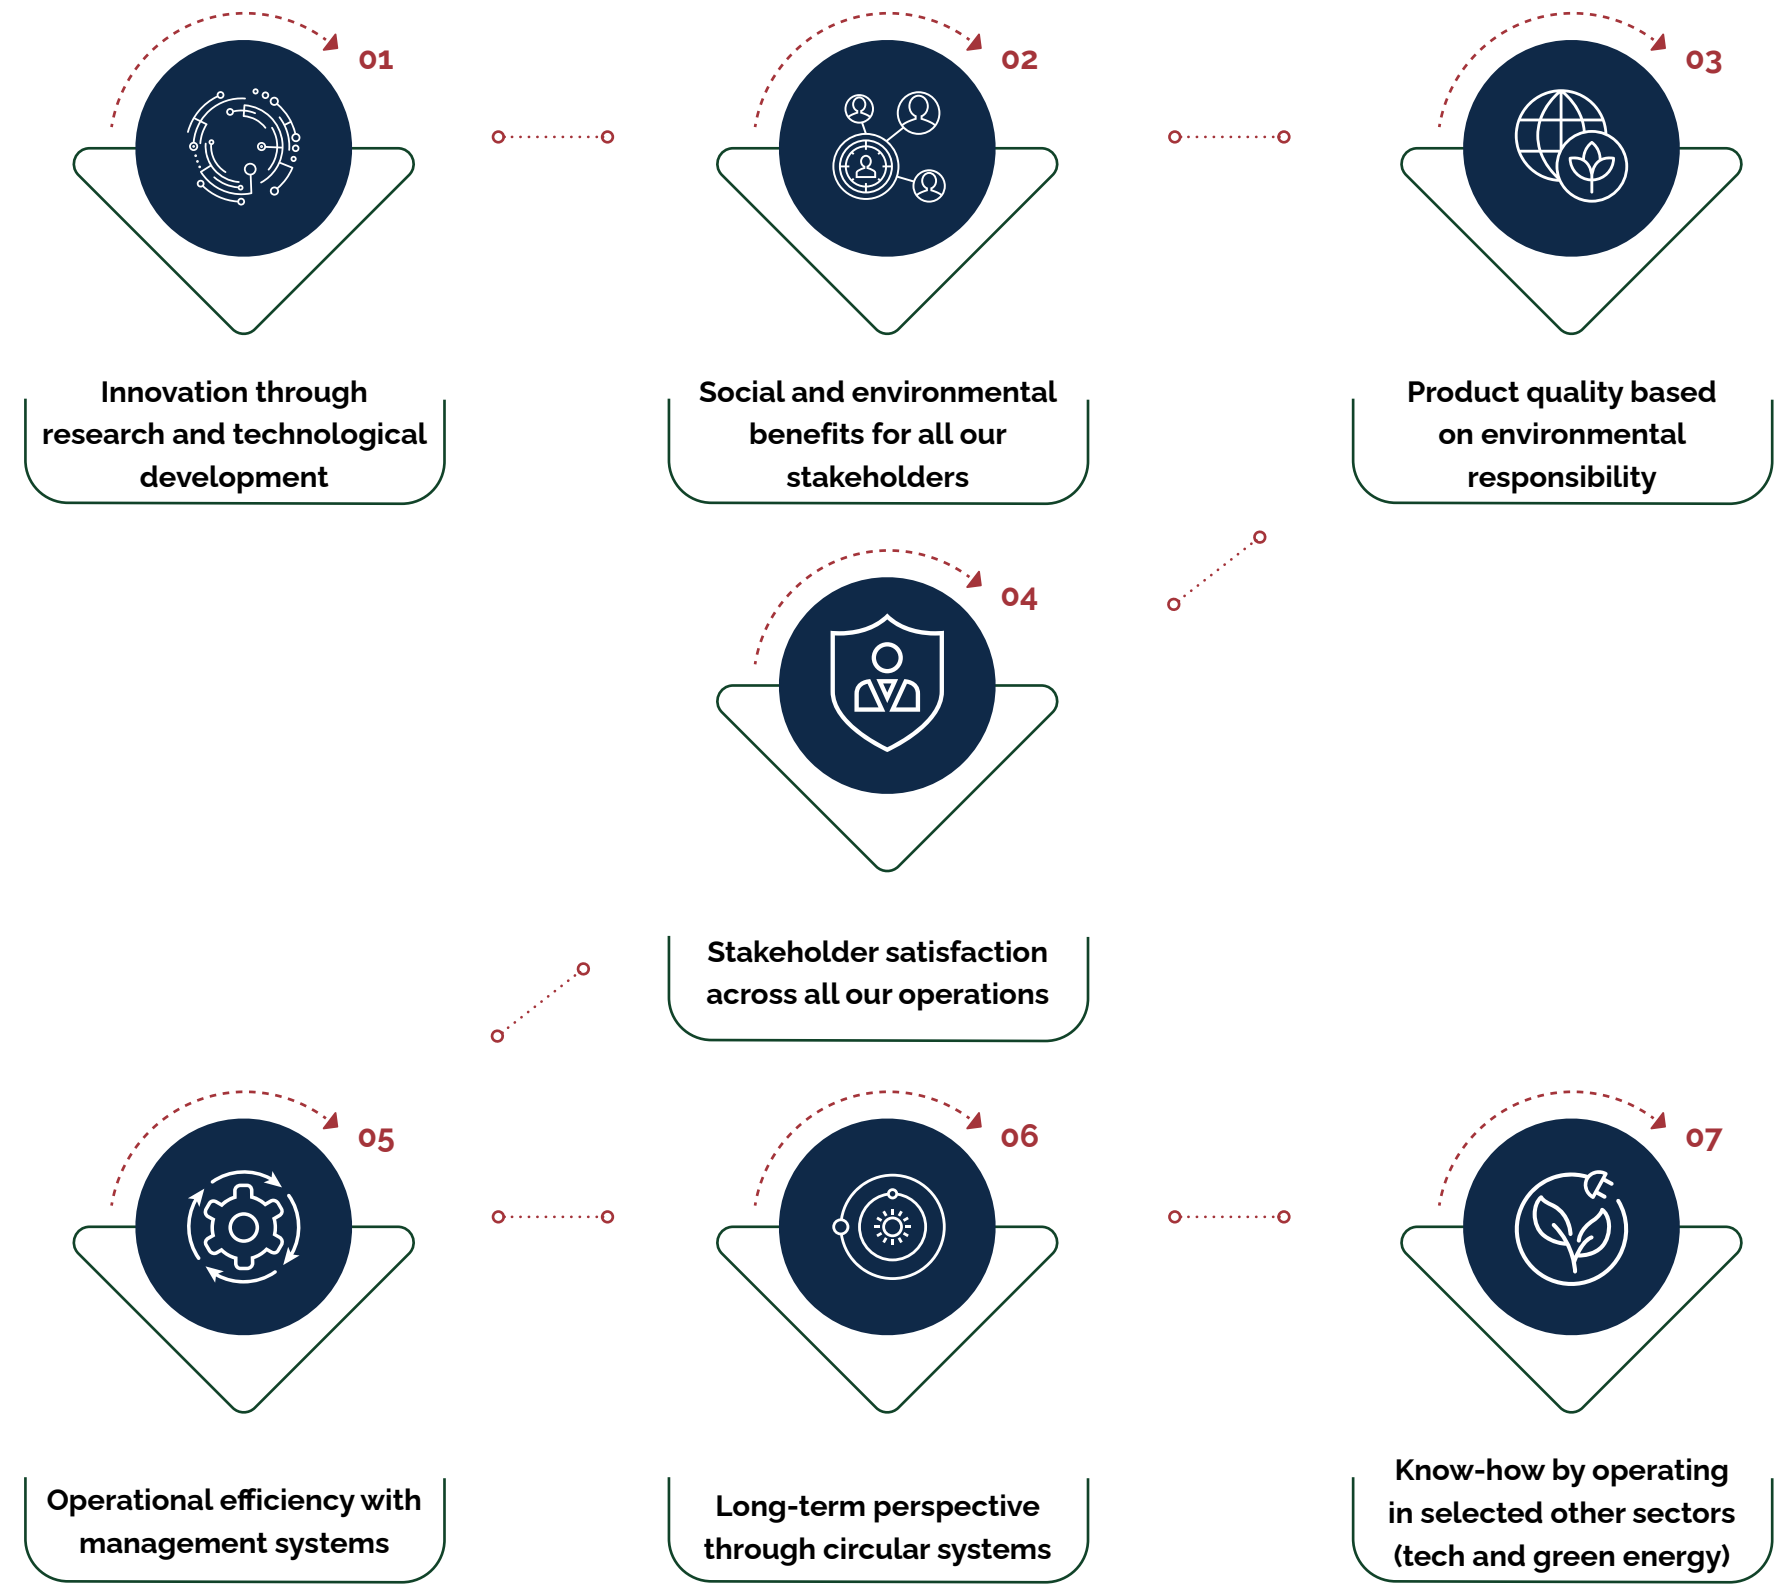 01
Innovation through
research and technological
development
02
Social and environmental
benefits for all our
stakeholders
03
Product quality based
on environmental
responsibility
04
Stakeholder satisfaction
across all our operations
05
Operational efficiency with
management systems
06
Long-term perspective
through circular systems
07
Know-how by operating
in selected other sectors
(tech and green energy)